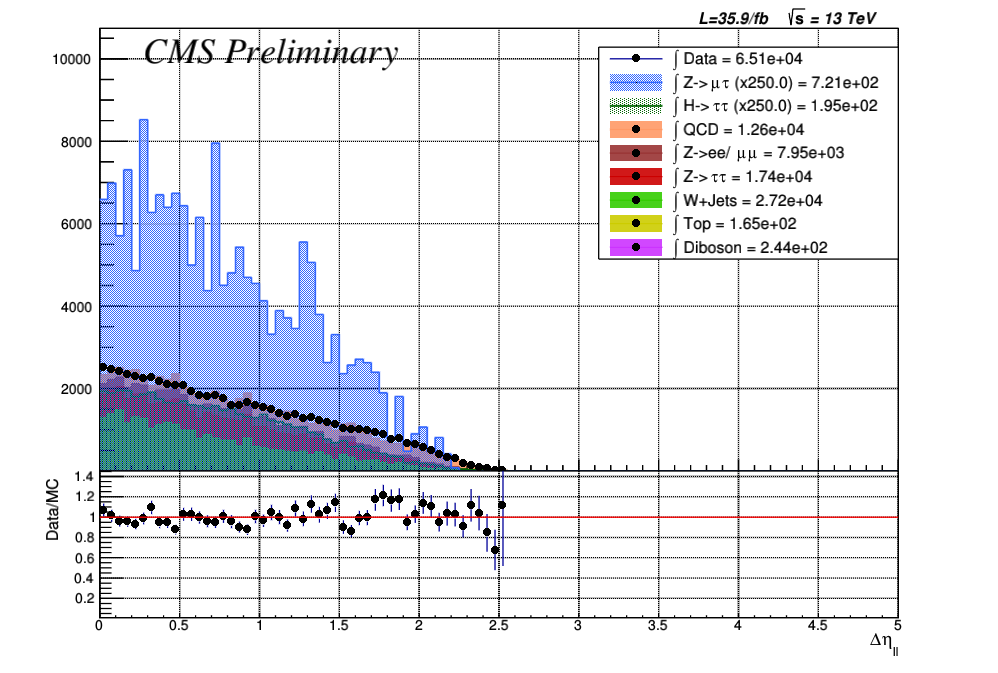 L=35.9/fb √s = 13 TeV
CMS Preliminary
∫ Data = 6.51e+04
∫ Z-> μτ (x250.0) = 7.21e+02
∫ H-> ττ (x250.0) = 1.95e+02
∫ QCD = 1.26e+04
∫ Z->ee/ μμ = 7.95e+03
∫ Z-> ττ = 1.74e+04
∫ W+Jets = 2.72e+04
∫ Top = 1.65e+02
∫ Diboson = 2.44e+02
10000
8000
6000
4000
2000
Data/MC
1.4
1.2
1
0.8
0.6
0.4
0.2
0 0.5 1 1.5 2 2.5 3 3.5 4 4.5 5
Δη_ll